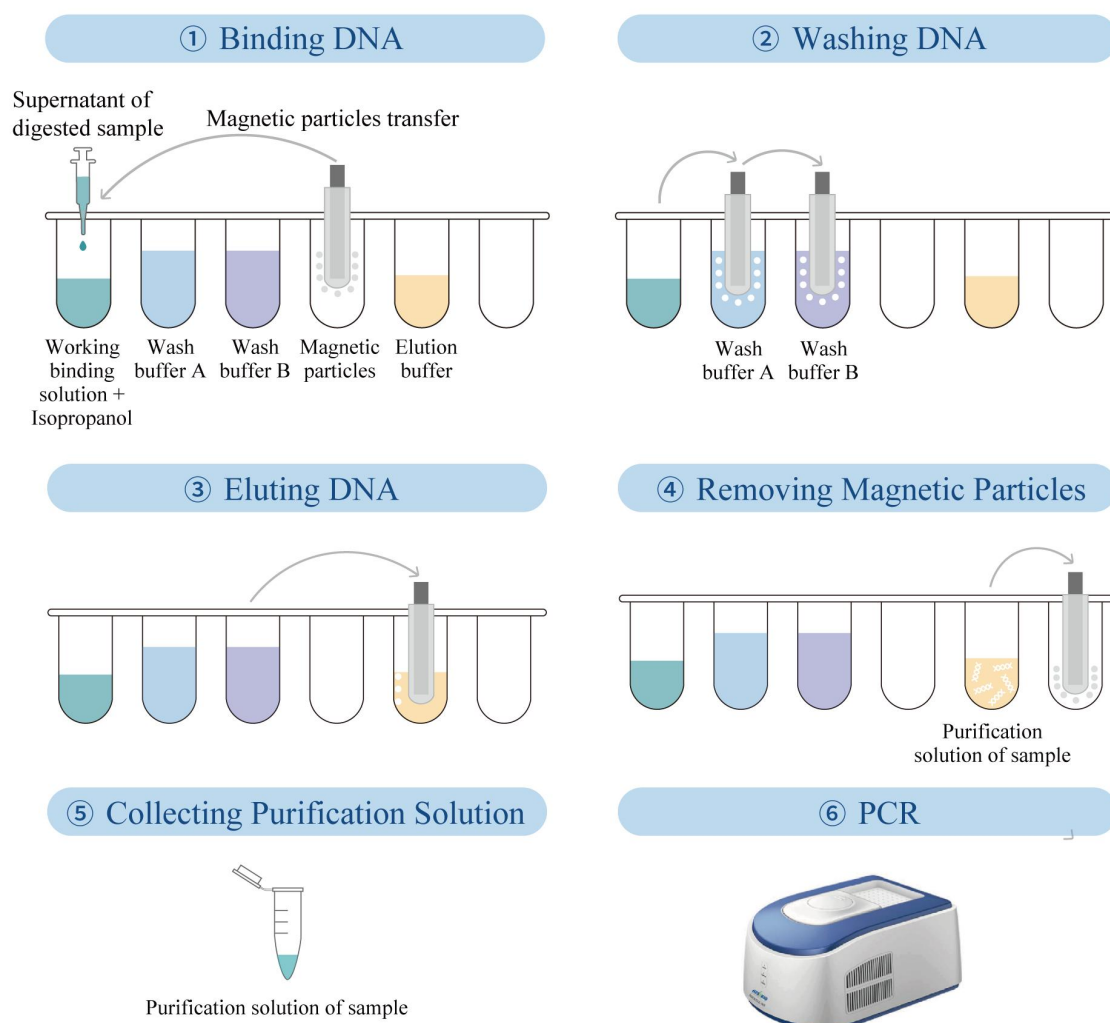 ① Binding DNA
Supernatant of
digested sample
Magnetic particles transfer
Working
binding
solution +
Isopropanol
Wash
buffer A
Wash
buffer B
Magnetic
particles
Elution
buffer
② Washing DNA
Wash
buffer A
Wash
buffer B
③ Eluting DNA
④ Removing Magnetic Particles
Purification
solution of sample
⑤ Collecting Purification Solution
Purification solution of sample
⑥ PCR